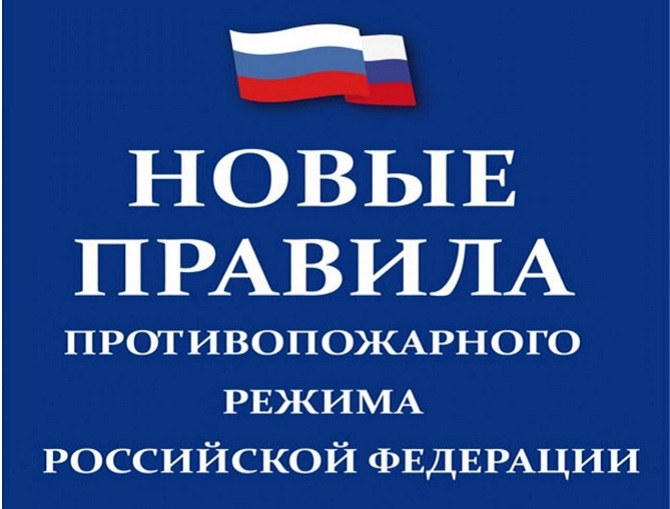 НОВЫЕ
ПРАВИЛА
ПРОТИВОПОЖАРНОГО
РЕЖИМА
РОССИЙСКОЙ ФЕДЕРАЦИИ